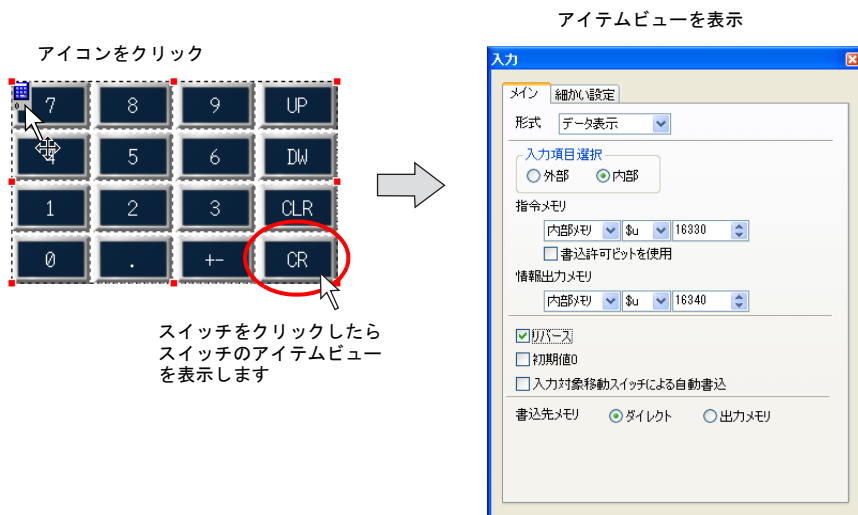 アイテムビューを表示
アイコンをクリック
7 8 9 UP
4 5 6 DW
1 2 3 CLR
0 . +- CR
スイッチをクリックしたら
スイッチのアイテムビュー
を表示します
入力
メイン 細かい設定
形式 データ表示
入力項目選択
外部 内部
指令メモリ
内部メモリ $u 16330
書込許可ビットを使用
情報出力メモリ
内部メモリ $u 16340
リバース
初期値0
入力対象移動スイッチによる自動書込
書込先メモリ ダイレクト 出力メモリ